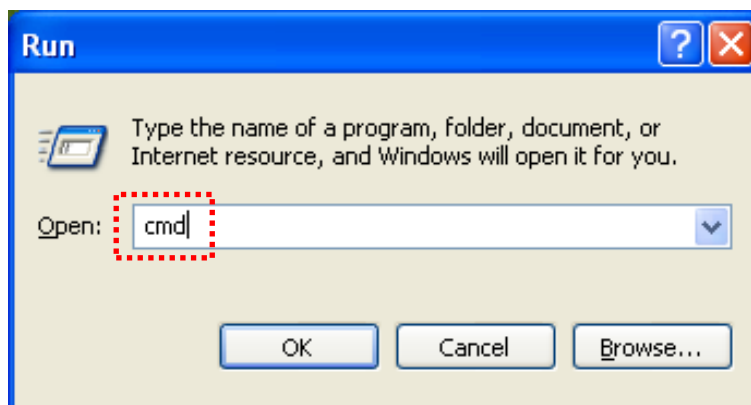 Run
Type the name of a program, folder, document, or
Internet resource, and Windows will open it for you.
Open: cmd
OK Cancel Browse...